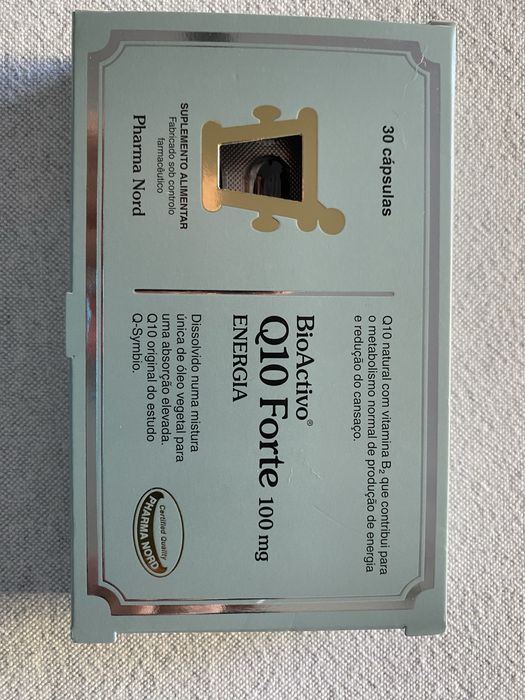 30 cápsulas
SUPLEMENTO ALIMENTAR
Fabricado sob controlo
farmacêutico
Pharma Nord
Q10 natural com vitamina B₂ que contribui para
o metabolismo normal de produção de energia
e redução do cansaço.
BioActivo®
Q10 Forte 100 mg
ENERGIA
Dissolvido numa mistura
única de óleo vegetal para
uma absorção elevada.
Q10 original do estudo
Q-Symbio.
Certified Quality
PHARMA NORD